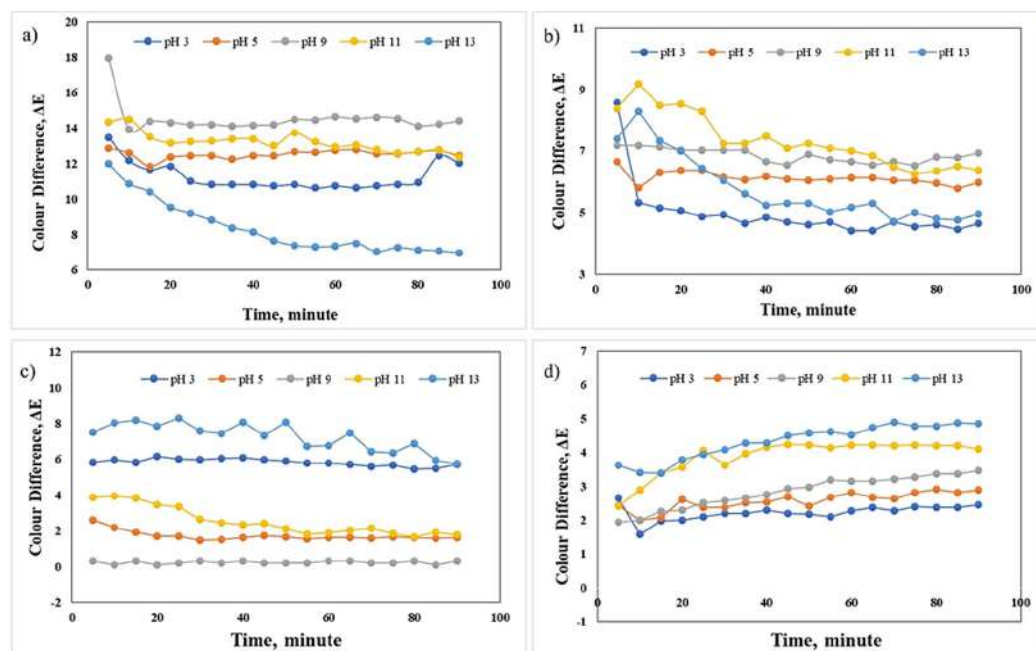 a)
pH 3 pH 5 pH 9 pH 11 pH 13
Colour Difference, ΔE
20
18
16
14
12
10
8
6
0 20 40 60 80 100
Time, minute
b)
pH 3 pH 5 pH 9 pH 11 pH 13
Colour Difference, ΔE
11
9
7
5
3
0 20 40 60 80 100
Time, minute
c)
pH 3 pH 5 pH 9 pH 11 pH 13
Colour Difference, ΔE
12
10
8
6
4
2
0
-2
0 20 40 60 80 100
Time, minute
d)
pH 3 pH 5 pH 9 pH 11 pH 13
Colour Difference, ΔE
7
6
5
4
3
2
1
0
-1
0 20 40 60 80 100
Time, minute